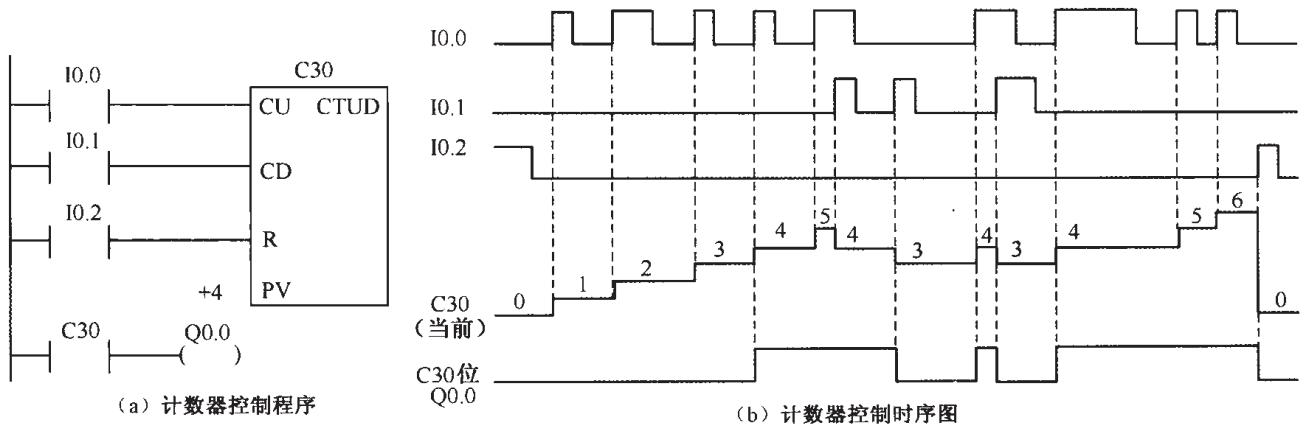 I0.0
C30
CU CTUD
I0.1
CD
I0.2
R
+4 PV
C30 Q0.0
( )
(a) 计数器控制程序
I0.0
I0.1
I0.2
0 1 2 3 4 5 4 3 4 3 4 5 6 0
C30
(当前)
C30位
Q0.0
(b) 计数器控制时序图